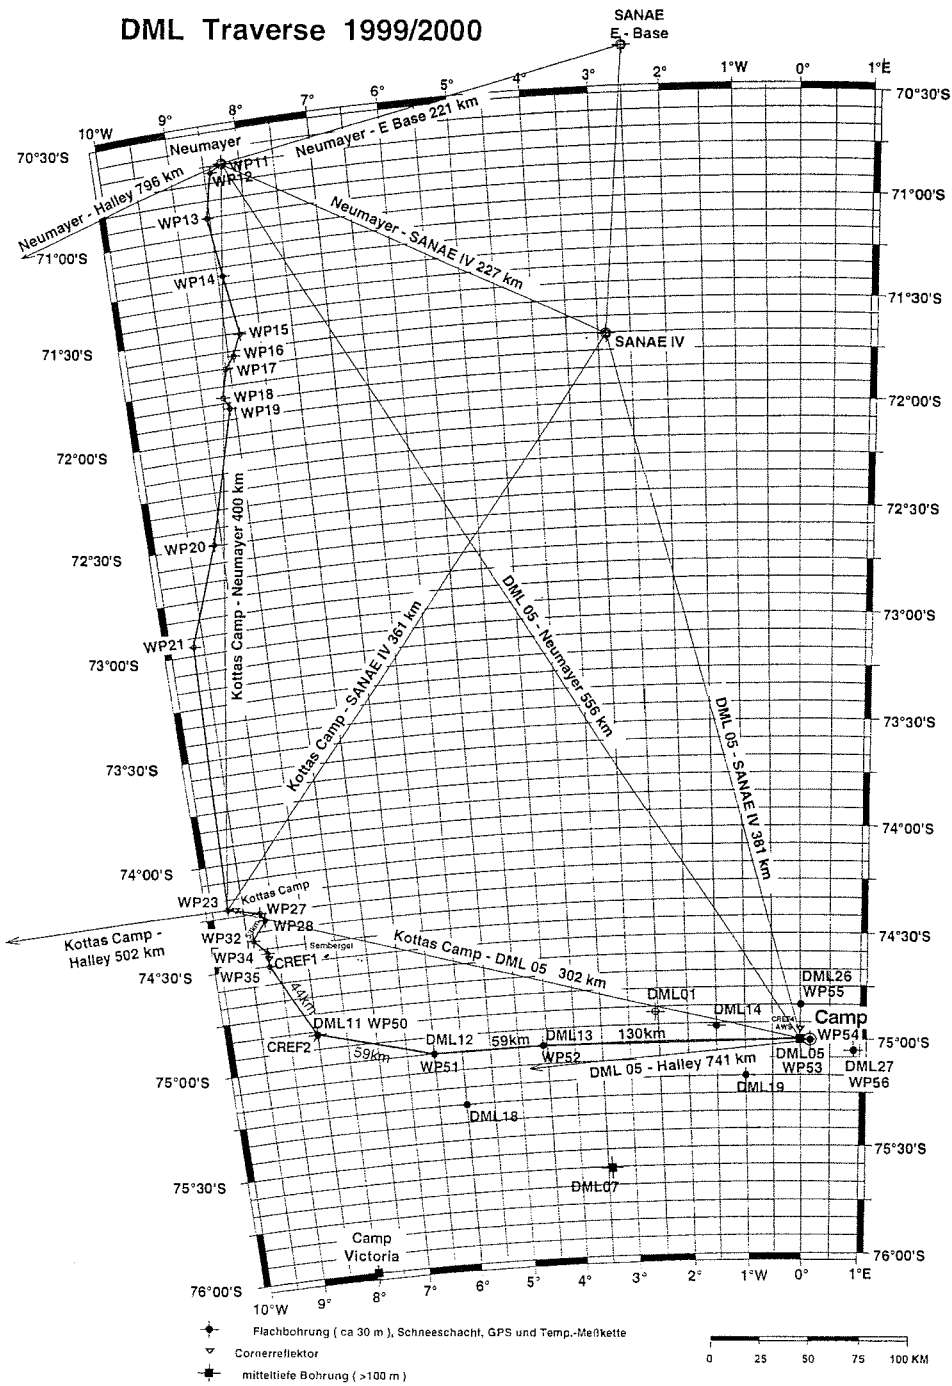 DML Traverse 1999/2000
SANAE
E - Base
10°W
9°
8°
7°
6°
5°
4°
3°
2°
1°W
0°
1°E
70°30'S
70°30'S
Neumayer
Neumayer - E Base 221 km
WP11
WP12
Neumayer - Halley 796 km
71°00'S
WP13
Neumayer - SANAE IV 227 km
71°00'S
WP14
71°30'S
WP15
SANAE IV
WP16
71°30'S
WP17
WP18
72°00'S
WP19
72°00'S
Kottas Camp - Neumayer 400 km
72°30'S
WP20
72°30'S
DML 05 - Neumayer 556 km
Kottas Camp - SANAE IV 361 km
73°00'S
WP21
73°00'S
DML 05 - SANAE IV 381 km
73°30'S
73°30'S
74°00'S
74°00'S
WP23
Kottas Camp
WP27
WP28
Kottas Camp -
Halley 502 km
WP32
WP34
CREF1
WP35
74°30'S
Kottas Camp - DML 05 302 km
74°30'S
44km
DML01
DML14
DML26
WP55
Camp
WP54
DML11 WP50
CREF2
59km
DML12
WP51
59km
DML13
WP52
130km
AWS
DML05
WP53
75°00'S
DML27
WP56
75°00'S
DML 05 - Halley 741 km
DML19
DML18
75°30'S
75°30'S
DML07
Camp
Victoria
76°00'S
76°00'S
10°W
9°
8°
7°
6°
5°
4°
3°
2°
1°W
0°
1°E
Flachbohrung ( ca 30 m ), Schneeschacht, GPS und Temp.-Meßkette
Cornerreflektor
mitteltiefe Bohrung ( >100 m )
0 25 50 75 100 KM